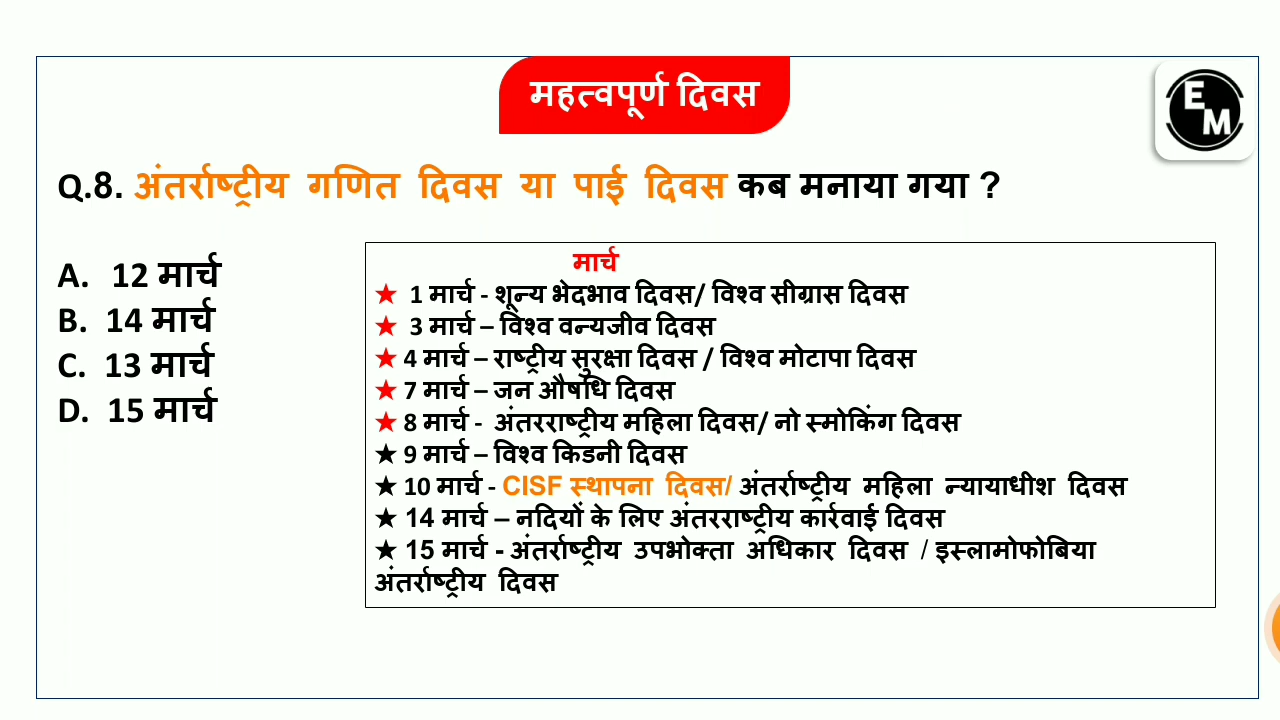 महत्वपूर्ण दिवस
E
M
Q.8. अंतर्राष्ट्रीय गणित दिवस या पाई दिवस कब मनाया गया ?
A. 12 मार्च
B. 14 मार्च
C. 13 मार्च
D. 15 मार्च
मार्च
★ 1 मार्च - शून्य भेदभाव दिवस/ विश्व सीग्रास दिवस
★ 3 मार्च – विश्व वन्यजीव दिवस
★ 4 मार्च – राष्ट्रीय सुरक्षा दिवस / विश्व मोटापा दिवस
★ 7 मार्च – जन औषधि दिवस
★ 8 मार्च - अंतरराष्ट्रीय महिला दिवस/ नो स्मोकिंग दिवस
★ 9 मार्च – विश्व किडनी दिवस
★ 10 मार्च - CISF स्थापना दिवस/ अंतर्राष्ट्रीय महिला न्यायाधीश दिवस
★ 14 मार्च – नदियों के लिए अंतरराष्ट्रीय कार्रवाई दिवस
★ 15 मार्च - अंतर्राष्ट्रीय उपभोक्ता अधिकार दिवस / इस्लामोफोबिया
अंतर्राष्ट्रीय दिवस